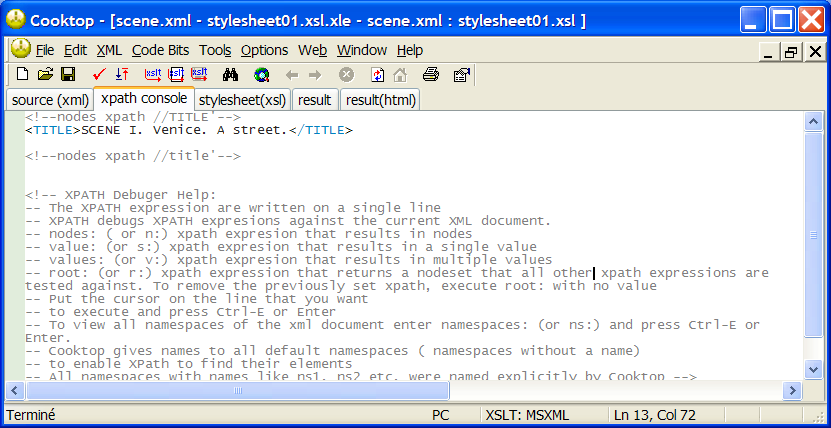 Cooktop - [scene.xml - stylesheet01.xsl.xle - scene.xml : stylesheet01.xsl ]
File Edit XML Code Bits Tools Options Web Window Help
xslt xslt xslt
source (xml) xpath console stylesheet(xsl) result result(html)
<!--nodes xpath //TITLE'-->
<TITLE>SCENE I. Venice. A street.</TITLE>
<!--nodes xpath //title'-->
<!-- XPATH Debuger Help:
-- The XPATH expression are written on a single line
-- XPATH debugs XPATH expresions against the current XML document.
-- nodes: ( or n:) xpath expresion that results in nodes
-- value: (or s:) xpath expresion that results in a single value
-- values: (or v:) xpath expresion that results in multiple values
-- root: (or r:) xpath expression that returns a nodeset that all other xpath expressions are
tested against. To remove the previously set xpath, execute root: with no value
-- Put the cursor on the line that you want
-- to execute and press Ctrl-E or Enter
-- To view all namespaces of the xml document enter namespaces: (or ns:) and press Ctrl-E or
Enter.
-- Cooktop gives names to all default namespaces ( namespaces without a name)
-- to enable XPath to find their elements
-- All namespaces with names like ns1, ns2 etc. were named explicitly by Cooktop -->
Terminé PC XSLT: MSXML Ln 13, Col 72